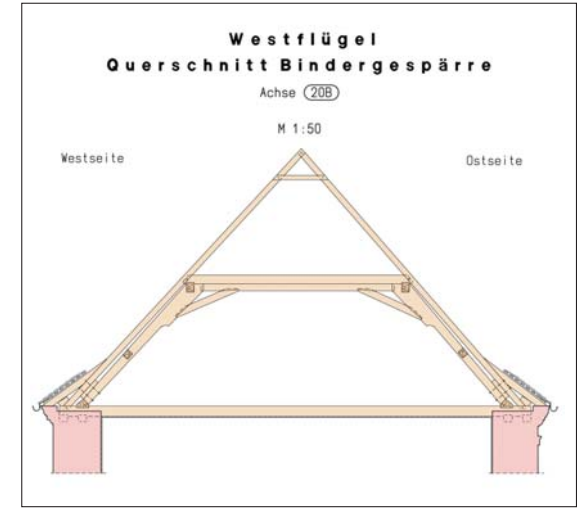 Westflügel
Querschnitt Bindergespärre
Achse 20B
M 1:50
Westseite
Ostseite